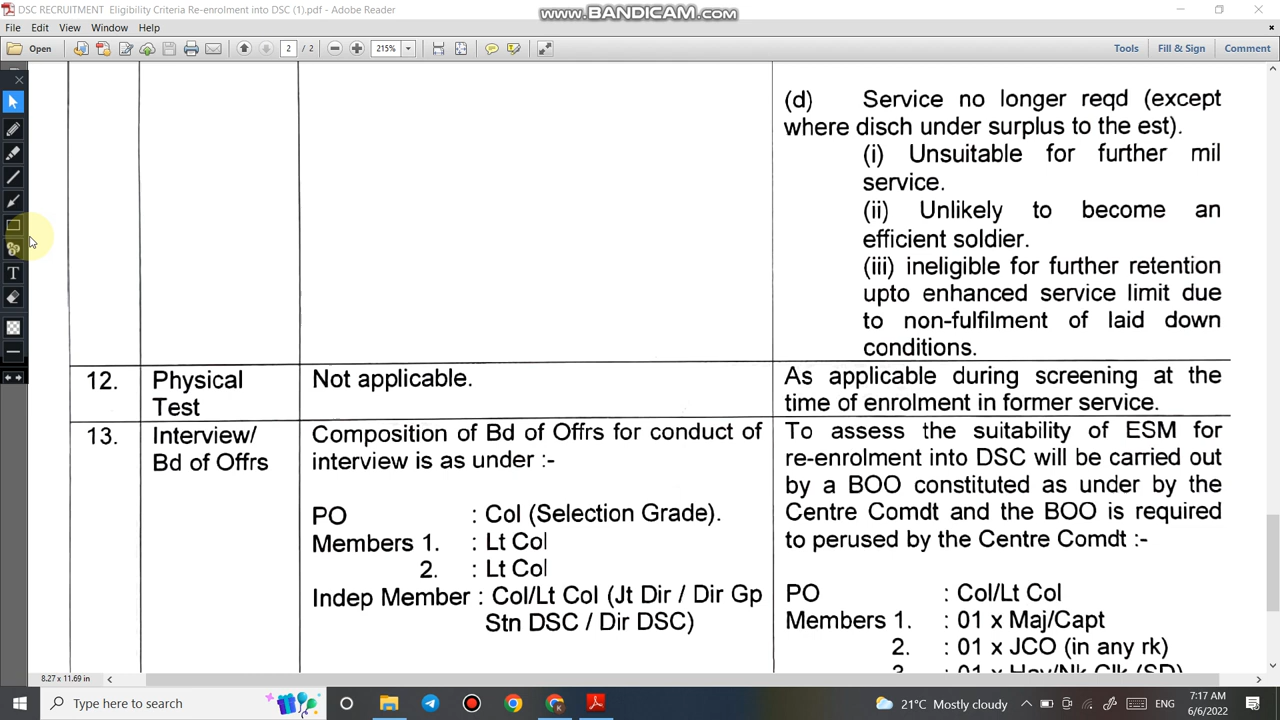 DSC RECRUITMENT Eligibility Criteria Re-enrolment into DSC (1).pdf - Adobe Reader
www.BANDICAM.com
File Edit View Window Help
Open 2 / 2 215% Tools Fill & Sign Comment
(d) Service no longer reqd (except
where disch under surplus to the est).
(i) Unsuitable for further mil
service.
(ii) Unlikely to become an
efficient soldier.
(iii) ineligible for further retention
upto enhanced service limit due
to non-fulfilment of laid down
conditions.
12. Physical
Test
Not applicable.
As applicable during screening at the
time of enrolment in former service.
13. Interview/
Bd of Offrs
Composition of Bd of Offrs for conduct of
interview is as under :-
PO : Col (Selection Grade).
Members 1. : Lt Col
2. : Lt Col
Indep Member : Col/Lt Col (Jt Dir / Dir Gp
Stn DSC / Dir DSC)
To assess the suitability of ESM for
re-enrolment into DSC will be carried out
by a BOO constituted as under by the
Centre Comdt and the BOO is required
to perused by the Centre Comdt :-
PO : Col/Lt Col
Members 1. : 01 x Maj/Capt
2. : 01 x JCO (in any rk)
3. : 01 x Hav/Nk Clk (SD)
8.27 x 11.69 in
Type here to search
21°C Mostly cloudy
ENG
7:17 AM
6/6/2022